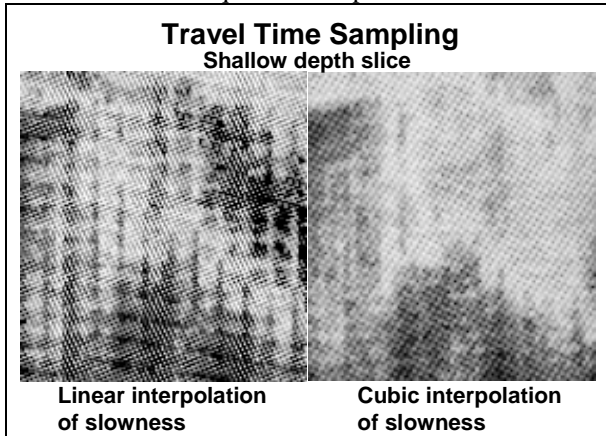 Travel Time Sampling
Shallow depth slice
Linear interpolation
of slowness
Cubic interpolation
of slowness